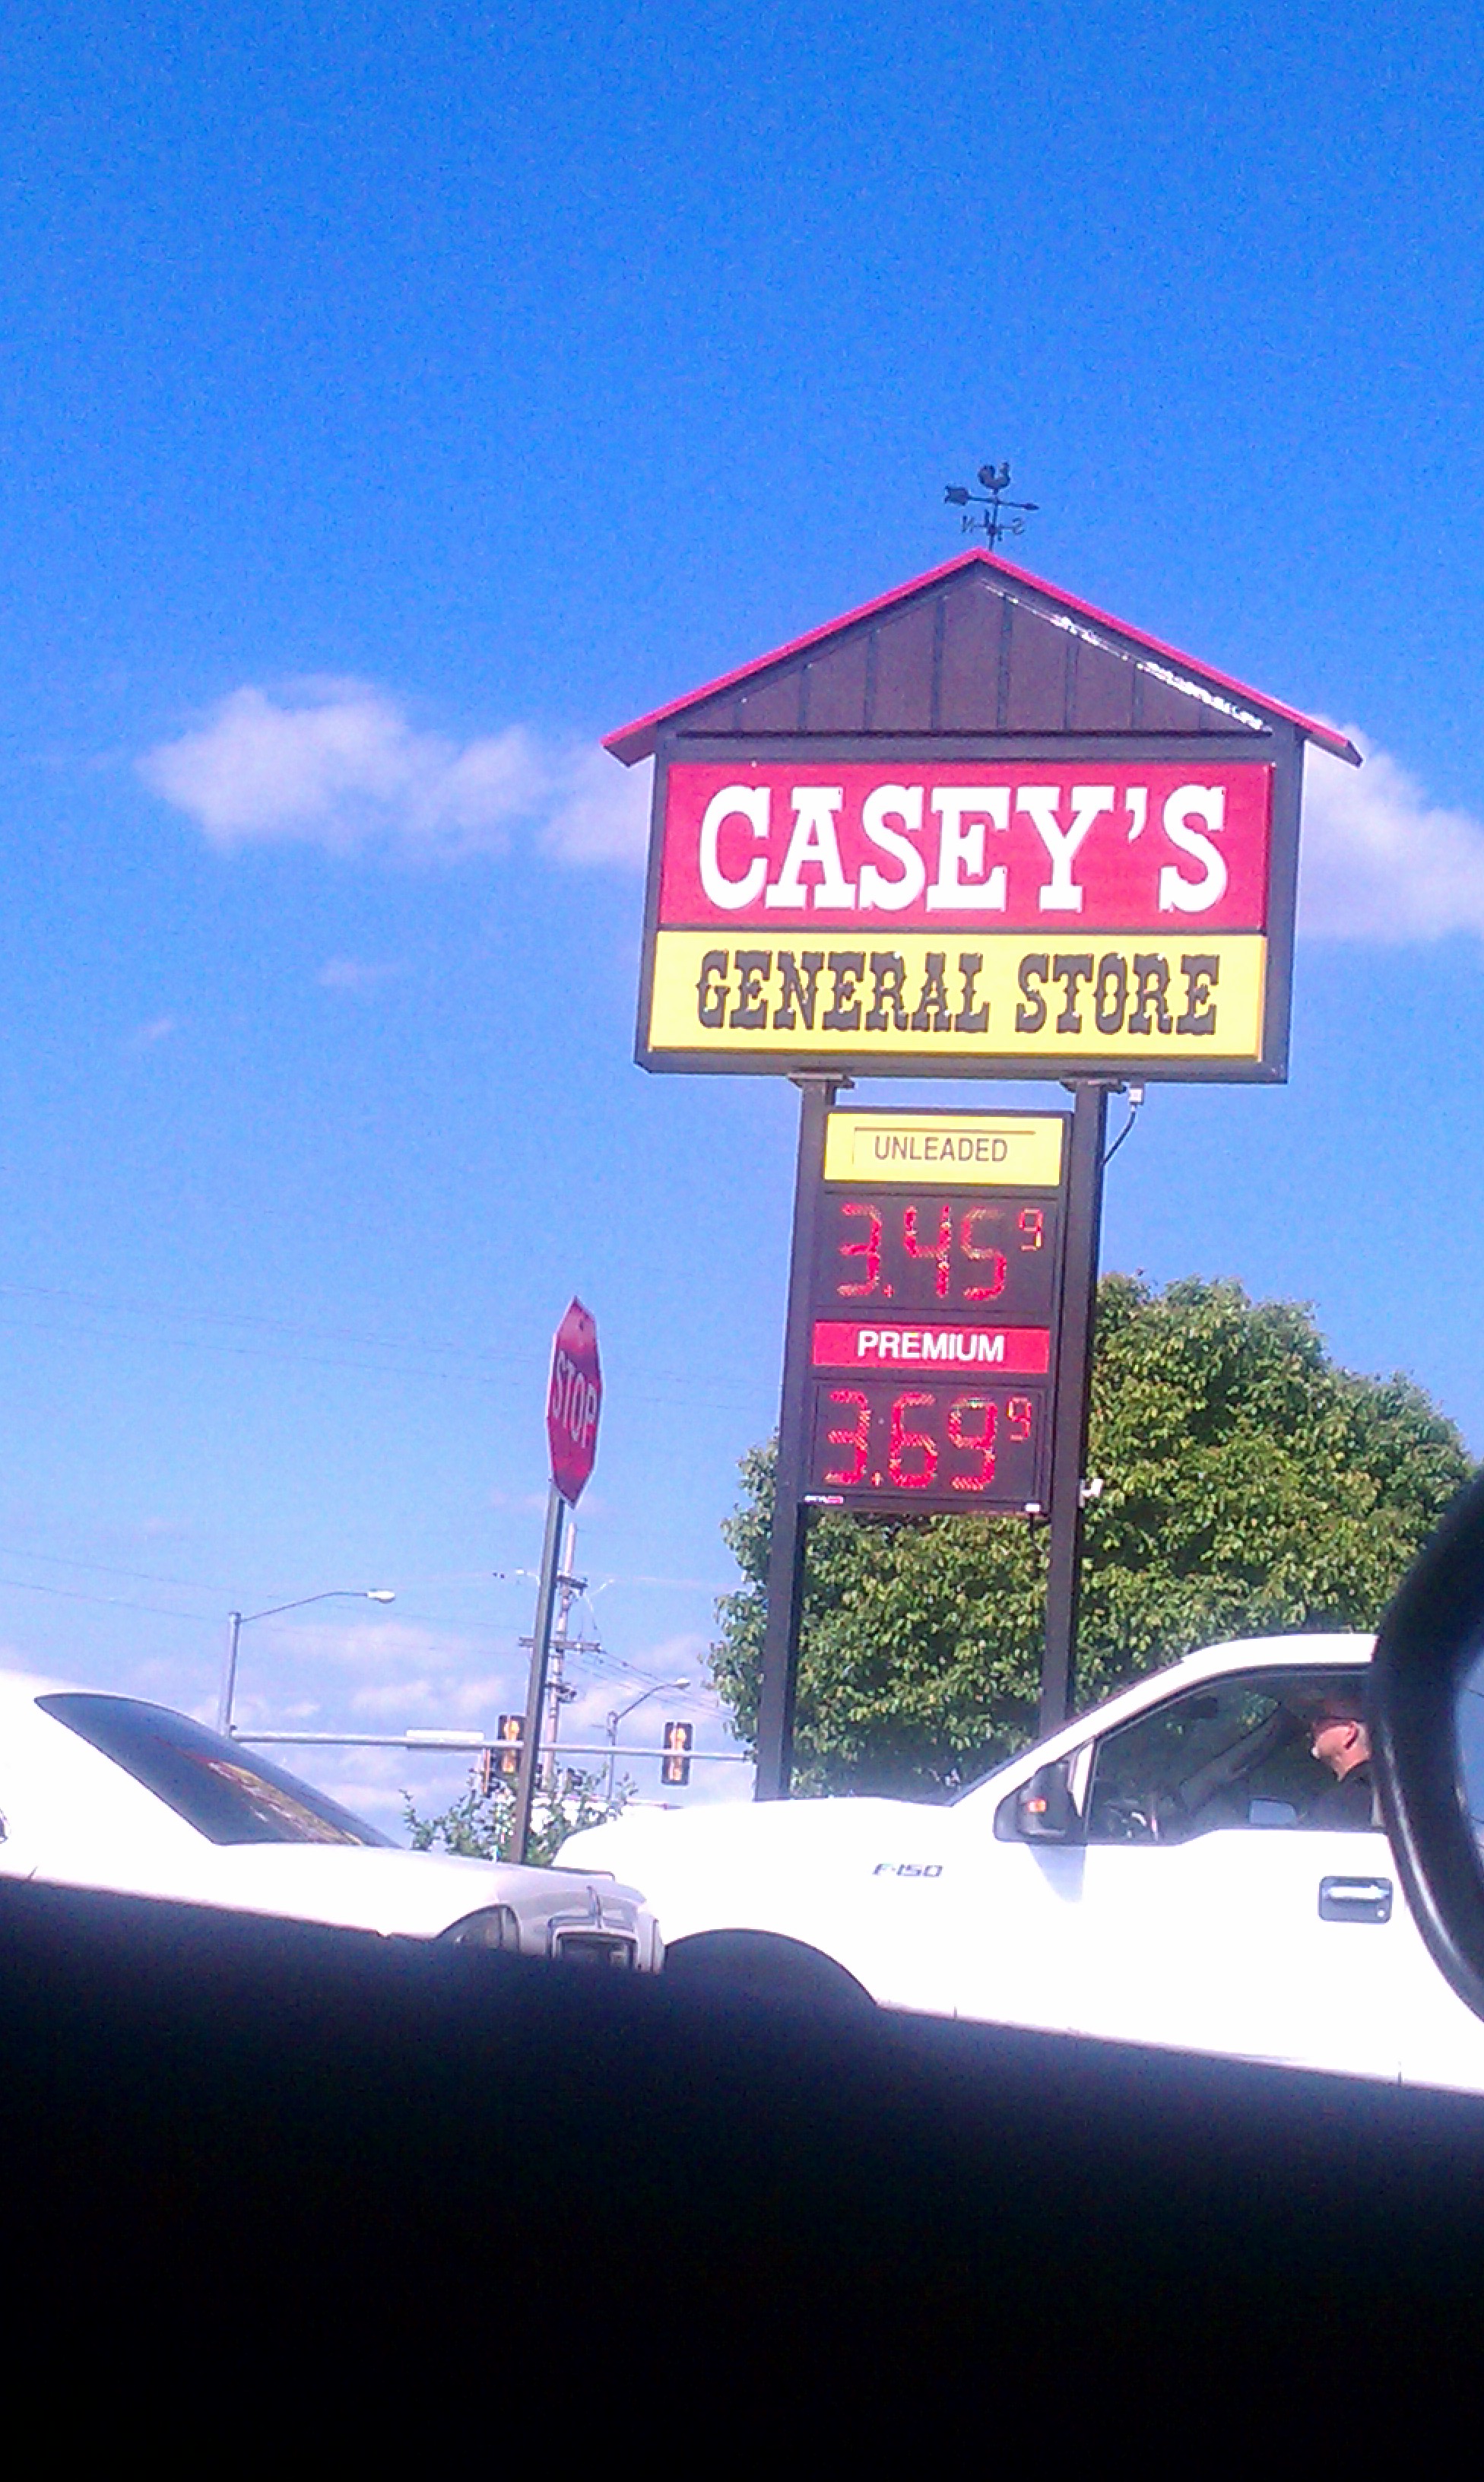 N S
CASEY'S
GENERAL STORE
UNLEADED
3.45 9
PREMIUM
3.69 9
STOP
F-150